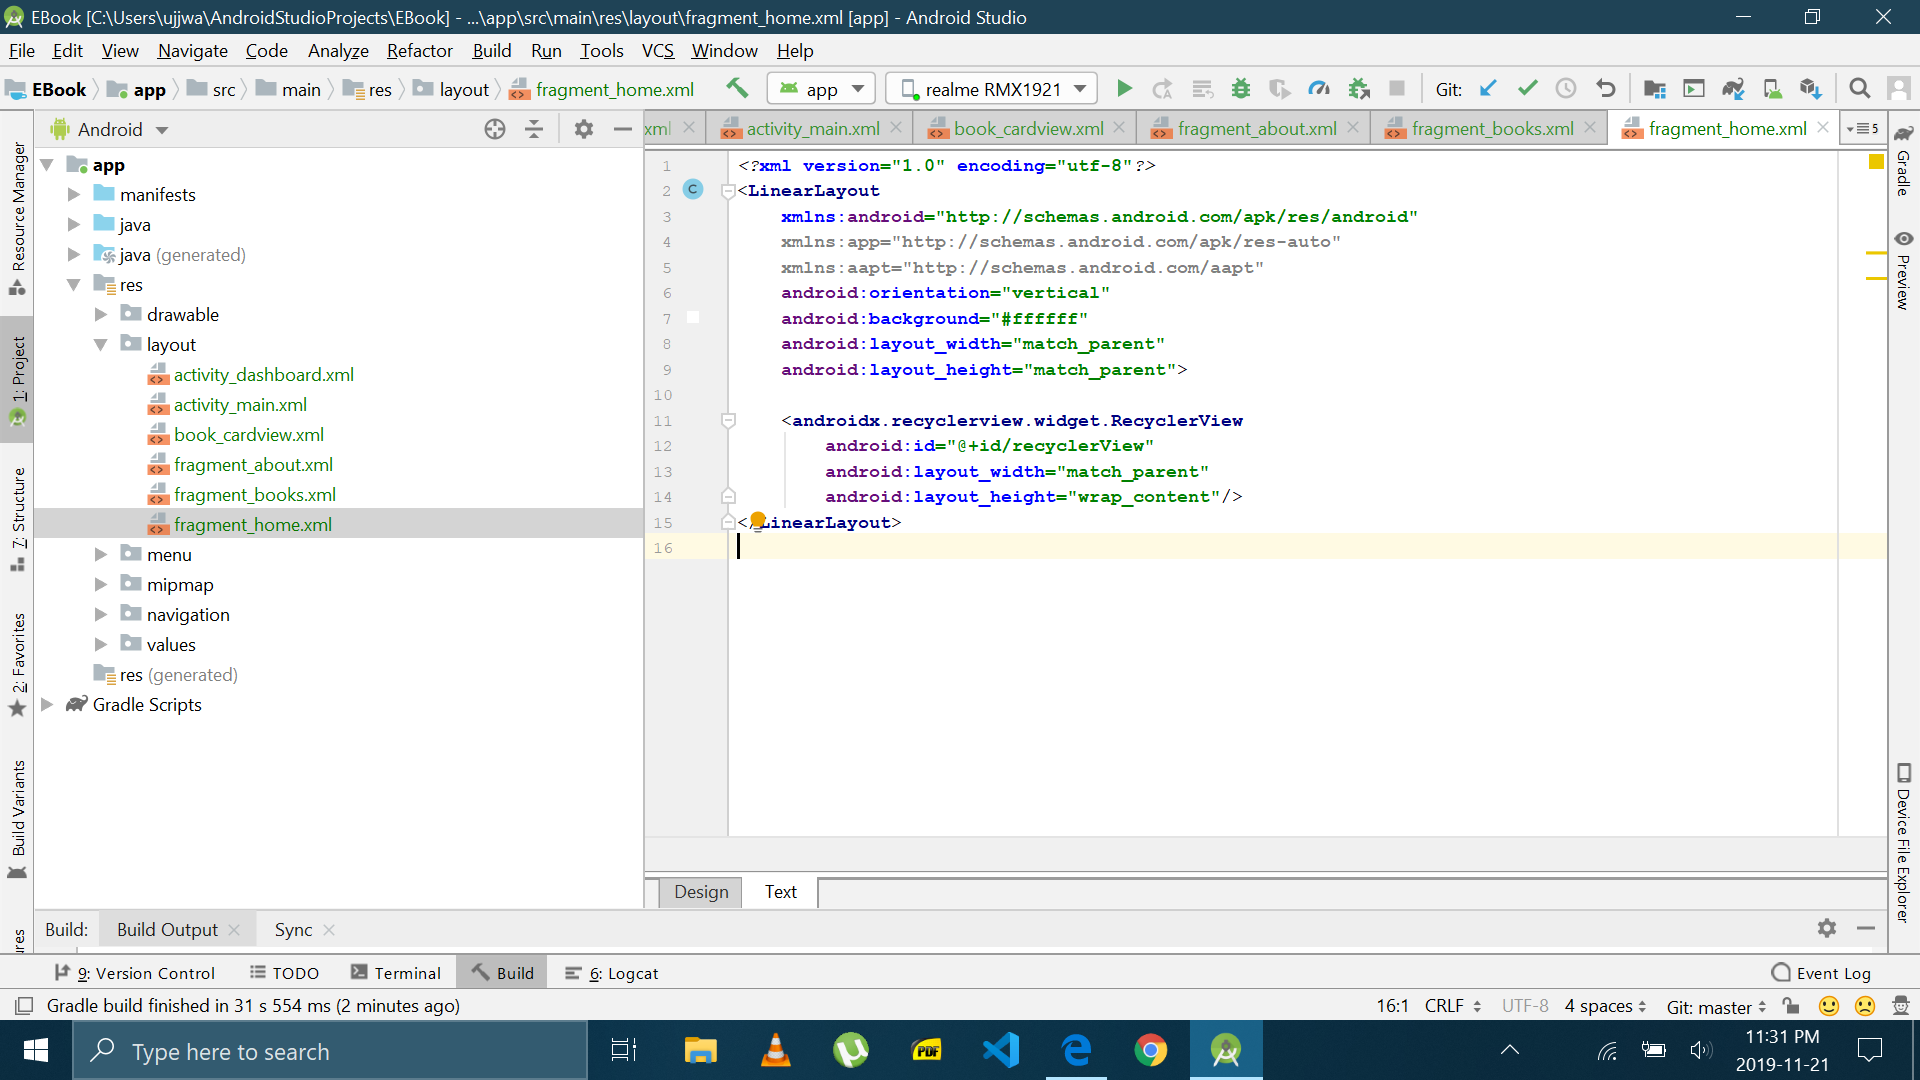 EBook [C:\Users\ujjwa\AndroidStudioProjects\EBook] - ...\app\src\main\res\layout\fragment_home.xml [app] - Android Studio
File Edit View Navigate Code Analyze Refactor Build Run Tools VCS Window Help
EBook app src main res layout fragment_home.xml app realme RMX1921 Git:
Android
xml activity_main.xml book_cardview.xml fragment_about.xml fragment_books.xml fragment_home.xml 5
app
manifests
java
java (generated)
res
drawable
layout
activity_dashboard.xml
activity_main.xml
book_cardview.xml
fragment_about.xml
fragment_books.xml
fragment_home.xml
menu
mipmap
navigation
values
res (generated)
Gradle Scripts
1 <?xml version="1.0" encoding="utf-8"?>
2 C <LinearLayout
3 xmlns:android="http://schemas.android.com/apk/res/android"
4 xmlns:app="http://schemas.android.com/apk/res-auto"
5 xmlns:aapt="http://schemas.android.com/aapt"
6 android:orientation="vertical"
7 android:background="#ffffff"
8 android:layout_width="match_parent"
9 android:layout_height="match_parent">
10
11 <androidx.recyclerview.widget.RecyclerView
12 android:id="@+id/recyclerView"
13 android:layout_width="match_parent"
14 android:layout_height="wrap_content"/>
15 </LinearLayout>
16
Resource Manager
1: Project
7: Structure
2: Favorites
Build Variants
Gradle
Preview
Device File Explorer
Design Text
Build: Build Output Sync
9: Version Control TODO Terminal Build 6: Logcat Event Log
Gradle build finished in 31 s 554 ms (2 minutes ago) 16:1 CRLF UTF-8 4 spaces Git: master
Type here to search
PDF
11:31 PM
2019-11-21